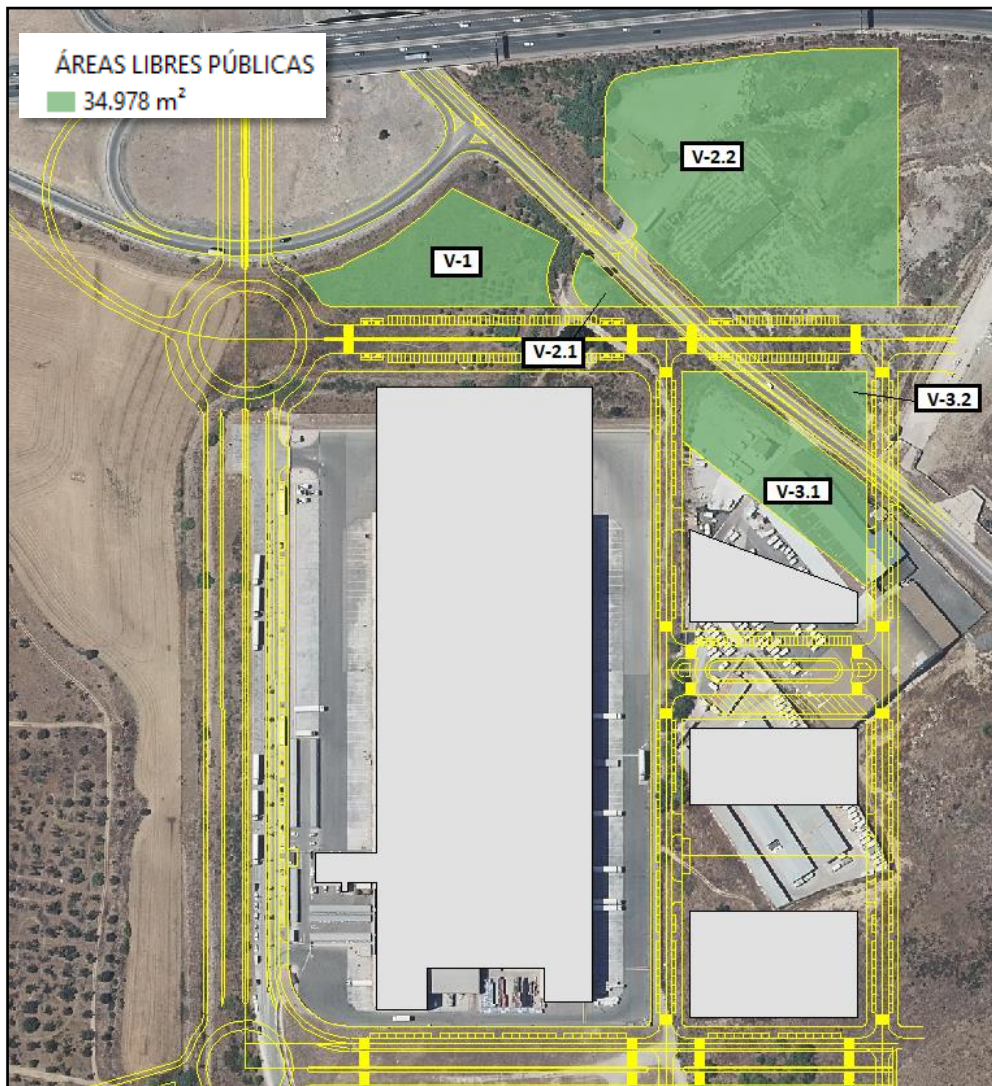 ÁREAS LIBRES PÚBLICAS
34.978 m²
V-2.2
V-1
V-2.1
V-3.2
V-3.1